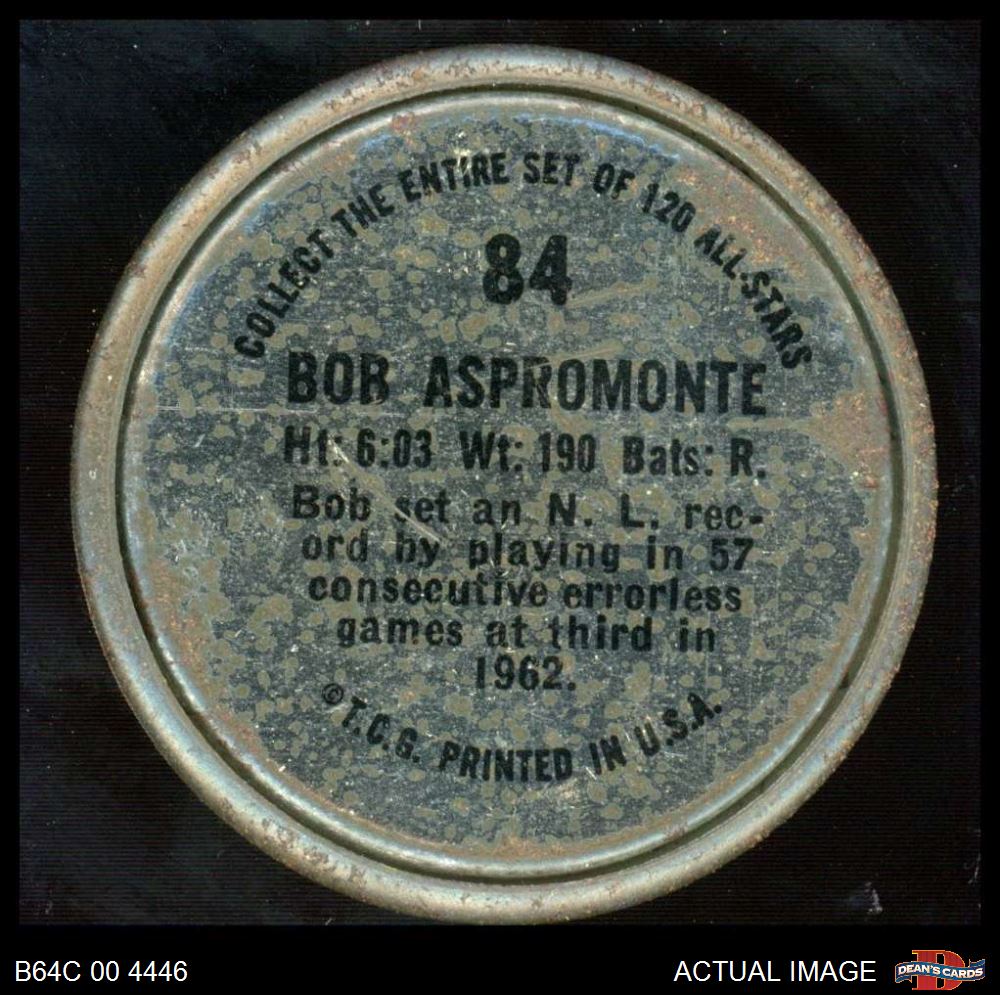 COLLECT THE ENTIRE SET OF 120 ALL-STARS
84
BOB ASPROMONTE
Ht: 6:03 Wt: 190 Bats: R.
Bob set an N. L. rec-
ord by playing in 57
consecutive errorless
games at third in
1962.
© T.C.G. PRINTED IN U.S.A.
B64C 00 4446
ACTUAL IMAGE
DEAN'S CARDS